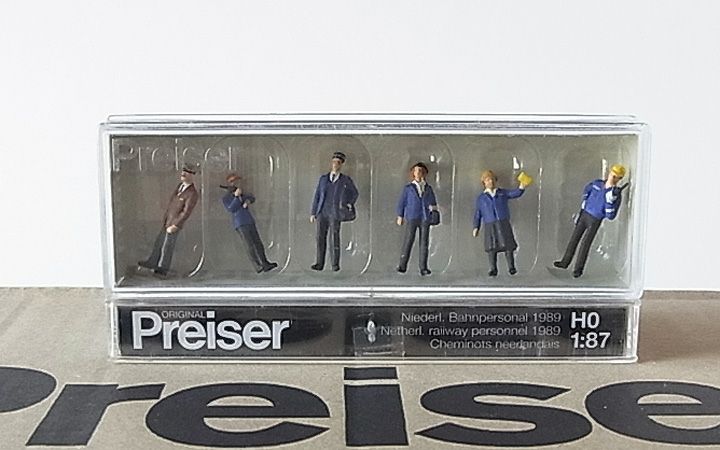 Preiser
ORIGINAL
Preiser
Niederl. Bahnpersonal 1989
Netherl. railway personnel 1989
Cheminots neerlandais
H0
1:87
Preise